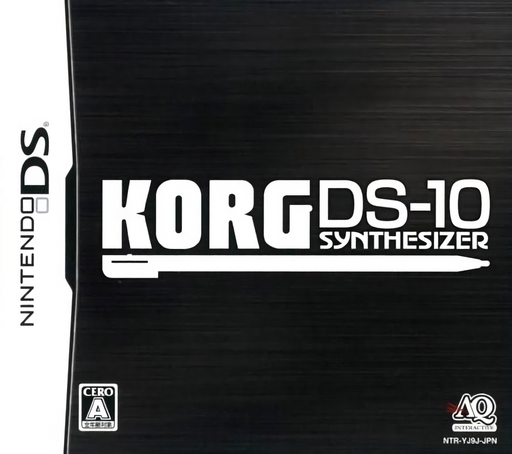 NINTENDO DS
KORG DS-10
SYNTHESIZER
CERO
A
全年齢対象
AQ
INTERACTIVE
NTR-YJ9J-JPN